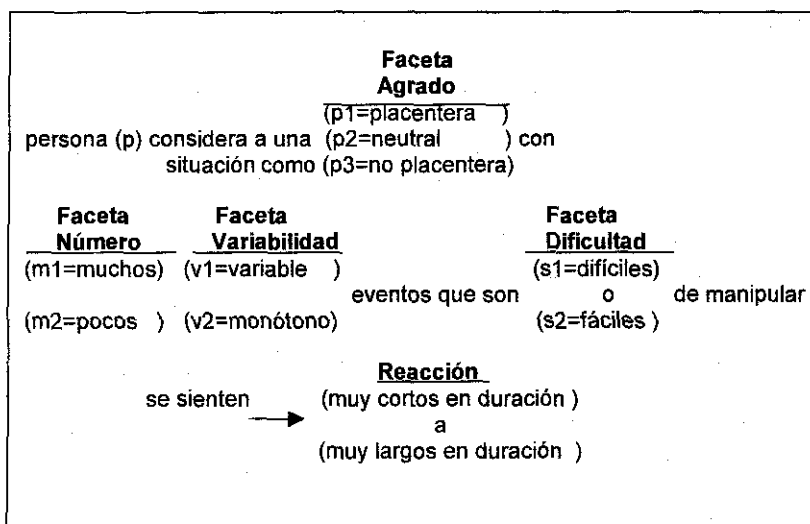 Faceta
Agrado
(p1=placentera )
persona (p) considera a una (p2=neutral ) con
situación como (p3=no placentera)
Faceta Faceta Faceta
Número Variabilidad Dificultad
(m1=muchos) (v1=variable ) (s1=difíciles)
eventos que son o de manipular
(m2=pocos ) (v2=monótono) (s2=fáciles )
Reacción
se sienten (muy cortos en duración )
a
(muy largos en duración )